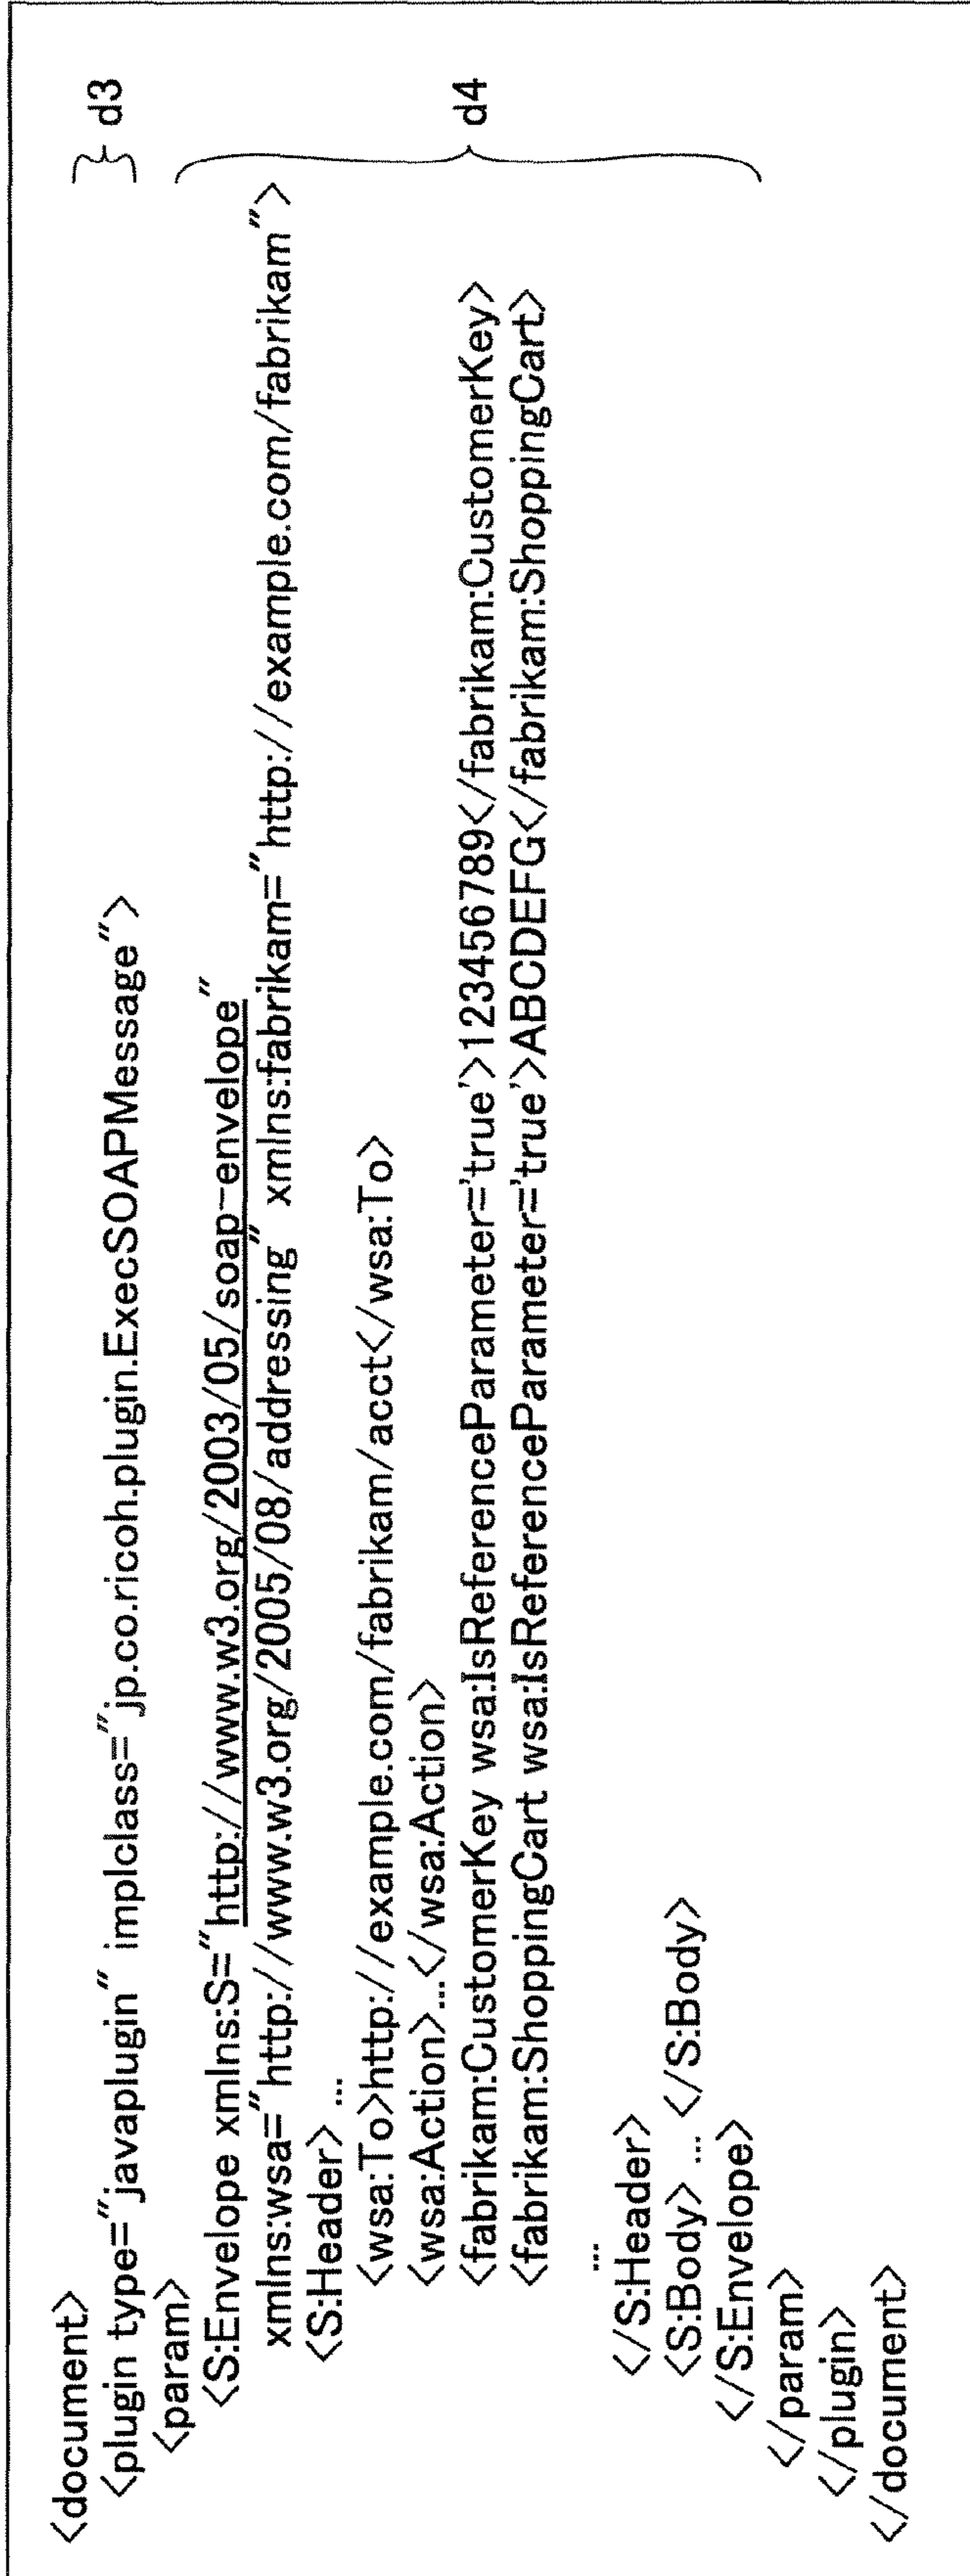 <document>
<plugin type="javaplugin" implclass="jp.co.ricoh.plugin.ExecSOAPMessage"> d3
<param>
<S:Envelope xmlns:S="http://www.w3.org/2003/05/soap-envelope"
xmlns:wsa="http://www.w3.org/2005/08/addressing" xmlns:fabrikam="http://example.com/fabrikam">
<S:Header> ...
<wsa:To>http://example.com/fabrikam/acct</wsa:To>
<wsa:Action>...</wsa:Action>
<fabrikam:CustomerKey wsa:IsReferenceParameter='true'>123456789</fabrikam:CustomerKey> d4
<fabrikam:ShoppingCart wsa:IsReferenceParameter='true'>ABCDEFG</fabrikam:ShoppingCart>
...
</S:Header>
<S:Body> ... </S:Body>
</S:Envelope>
</param>
</plugin>
</document>